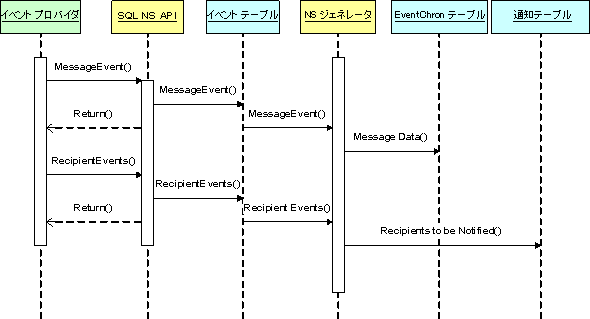 イベント プロバイダ
SQL NS API
イベント テーブル
NS ジェネレータ
EventChron テーブル
通知テーブル
MessageEvent()
MessageEvent()
Return()
MessageEvent()
Message Data()
RecipientEvents()
RecipientEvents()
Return()
Recipient Events()
Recipients to be Notified()